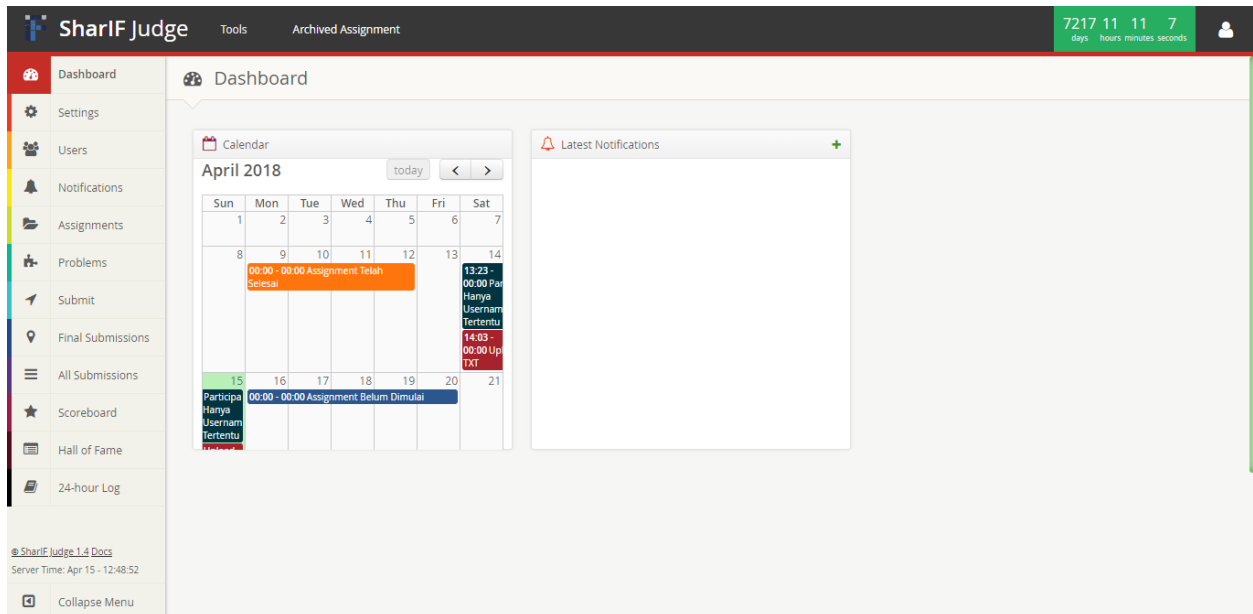 SharIF Judge
Tools
Archived Assignment
7217 11 11 7
days hours minutes seconds
Dashboard
Settings
Users
Notifications
Assignments
Problems
Submit
Final Submissions
All Submissions
Scoreboard
Hall of Fame
24-hour Log
© SharIF Judge 1.4 Docs
Server Time: Apr 15 - 12:48:52
Collapse Menu
Dashboard
Calendar
April 2018
today
Sun Mon Tue Wed Thu Fri Sat
1 2 3 4 5 6 7
8 9 10 11 12 13 14
00:00 - 00:00 Assignment Telah
Selesai
13:23 -
00:00 Par
Hanya
Usernam
Tertentu
14:03 -
00:00 Upl
TXT
15 16 17 18 19 20 21
Participa
Hanya
Usernam
Tertentu
00:00 - 00:00 Assignment Belum Dimulai
Latest Notifications